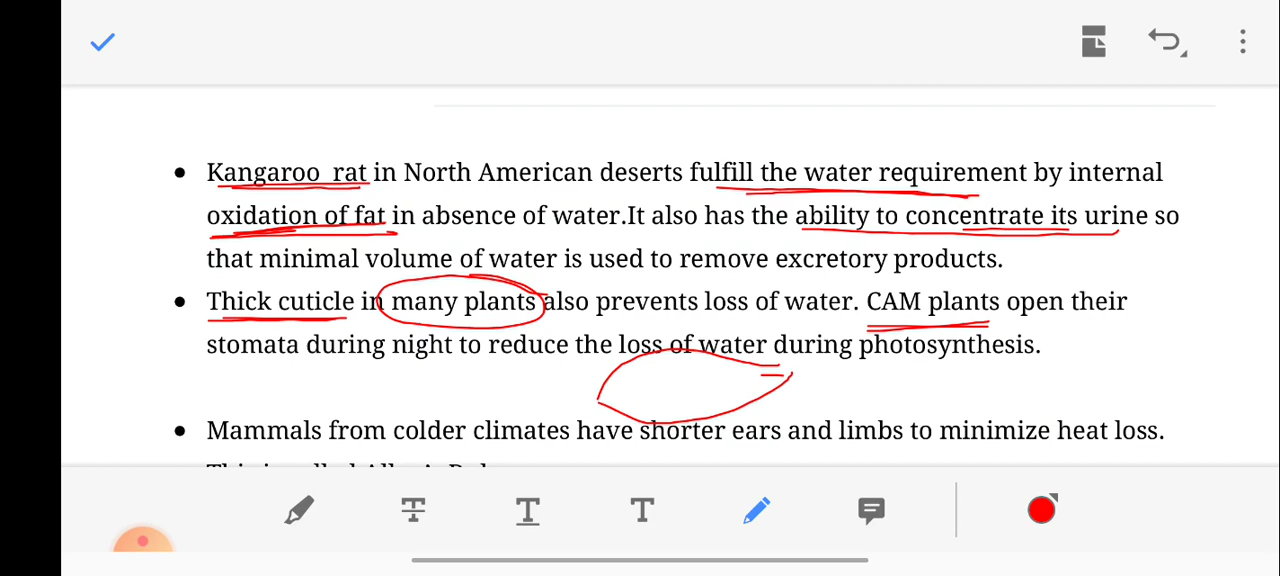 • Kangaroo rat in North American deserts fulfill the water requirement by internal
oxidation of fat in absence of water.It also has the ability to concentrate its urine so
that minimal volume of water is used to remove excretory products.
• Thick cuticle in many plants also prevents loss of water. CAM plants open their
stomata during night to reduce the loss of water during photosynthesis.
• Mammals from colder climates have shorter ears and limbs to minimize heat loss.